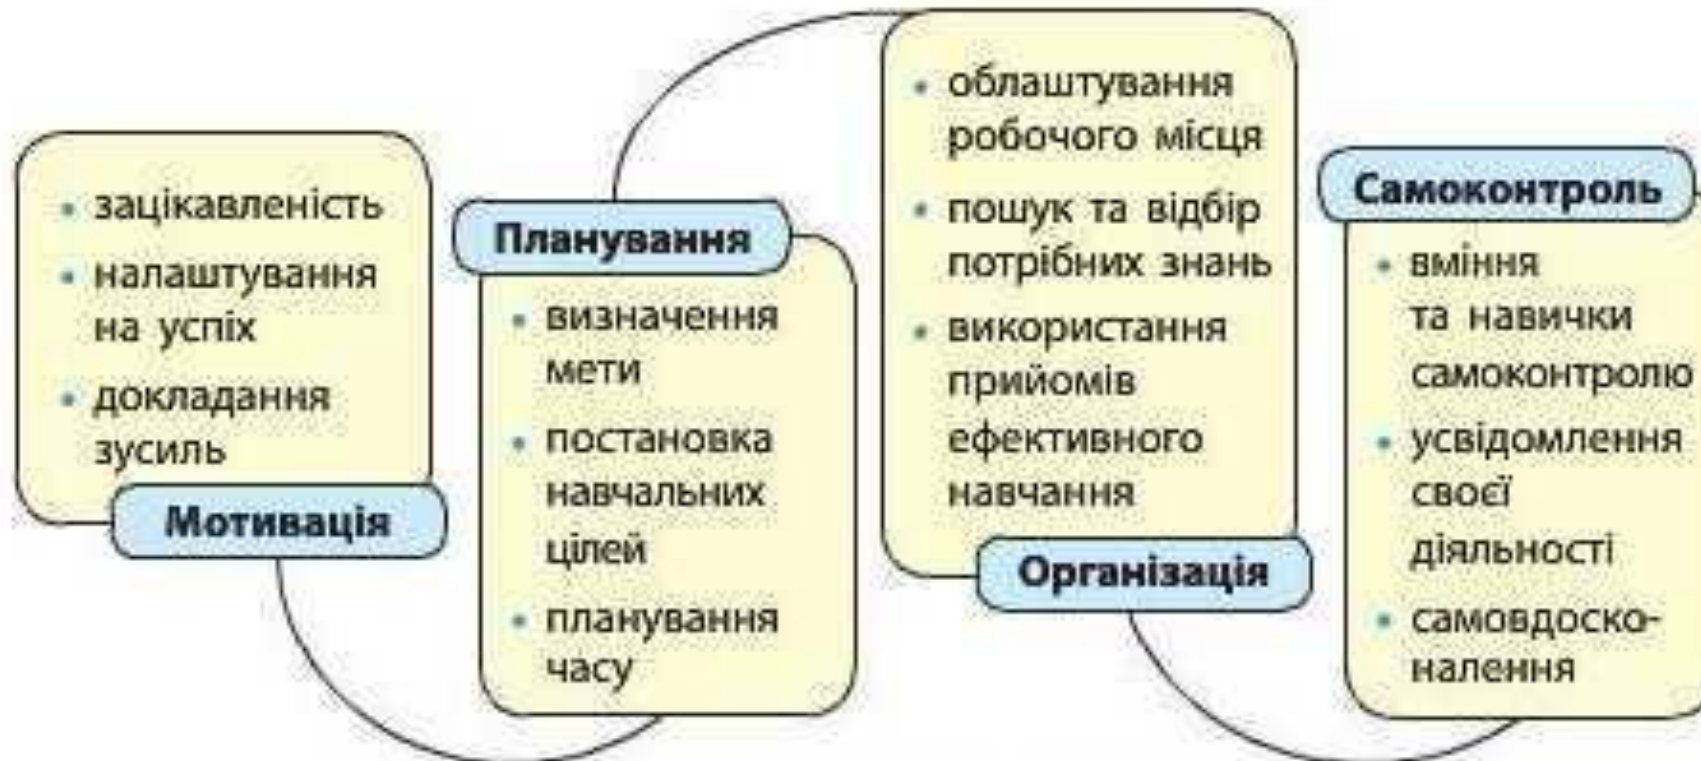 • зацікавленість
• налаштування
на успіх
• докладання
зусиль
Мотивація
Планування
• визначення
мети
• постановка
навчальних
цілей
• планування
часу
• облаштування
робочого місця
• пошук та відбір
потрібних знань
• використання
прийомів
ефективного
навчання
Організація
Самоконтроль
• вміння
та навички
самоконтролю
• усвідомлення
своєї
діяльності
• самовдоско-
налення